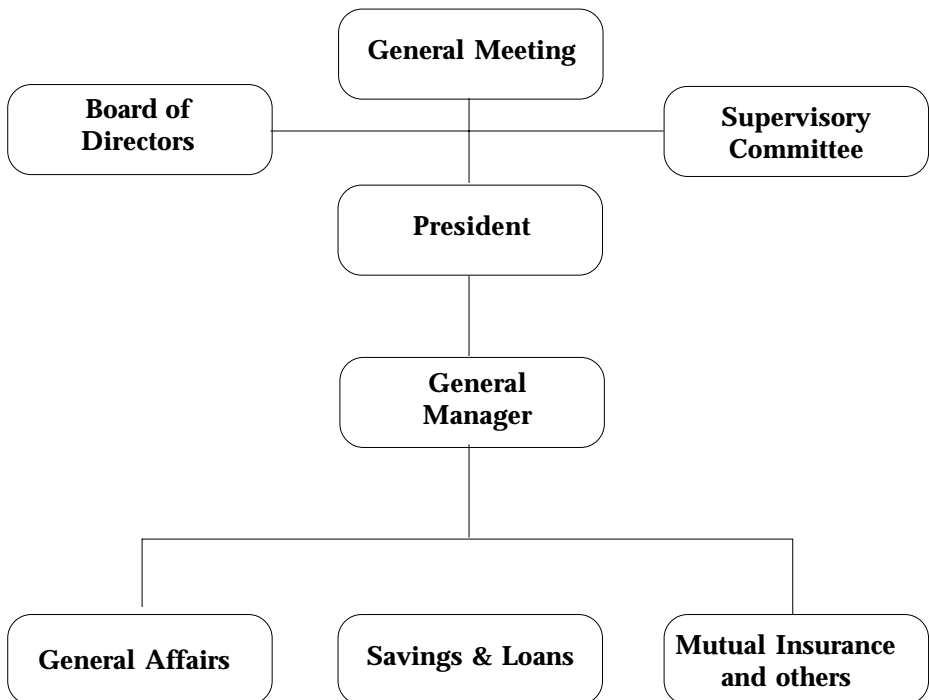 General Meeting
Board of
Directors
Supervisory
Committee
President
General
Manager
General Affairs
Savings & Loans
Mutual Insurance
and others